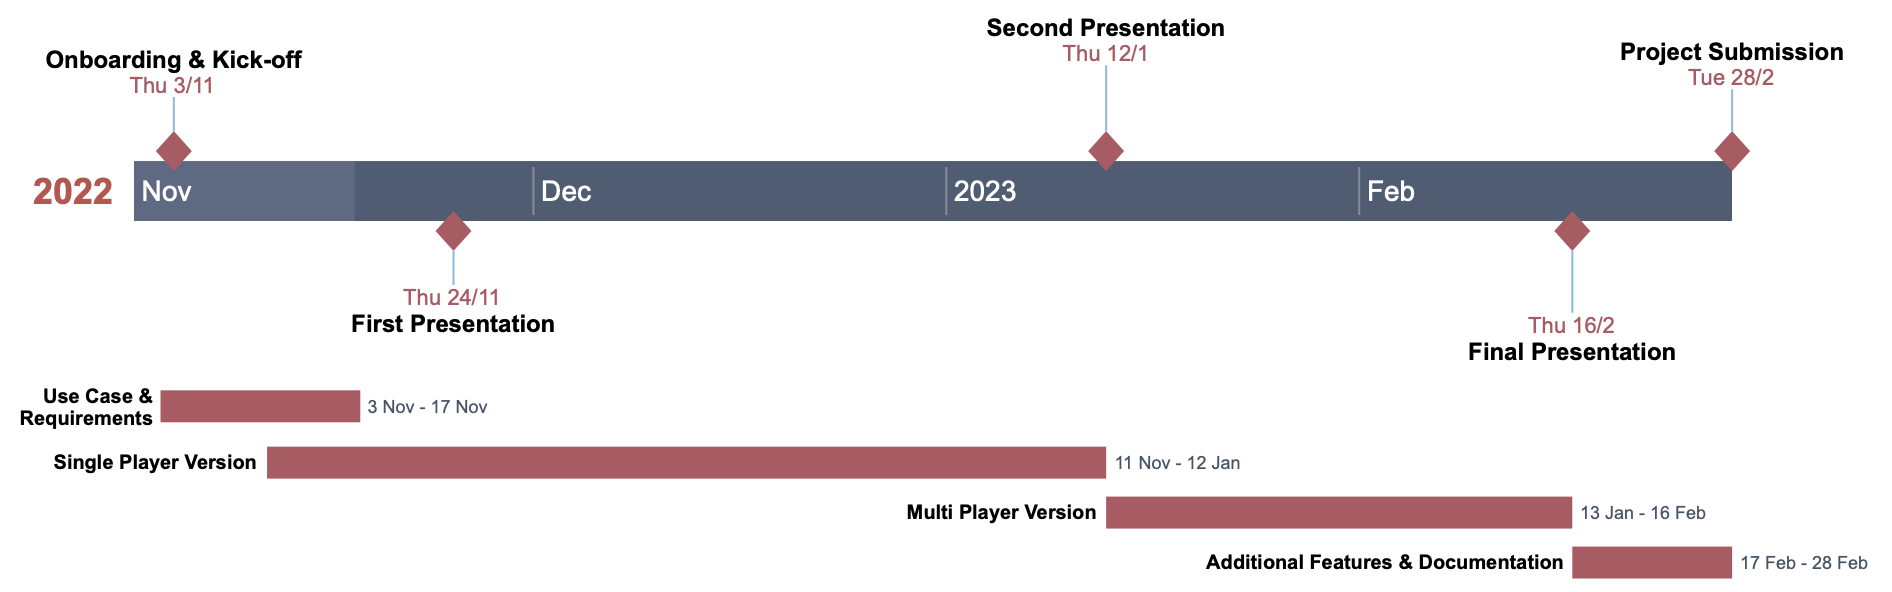 Second Presentation
Thu 12/1
Onboarding & Kick-off
Thu 3/11
Project Submission
Tue 28/2
2022
Nov
Dec
2023
Feb
Thu 24/11
First Presentation
Thu 16/2
Final Presentation
Use Case &
Requirements
3 Nov - 17 Nov
Single Player Version
11 Nov - 12 Jan
Multi Player Version
13 Jan - 16 Feb
Additional Features & Documentation
17 Feb - 28 Feb